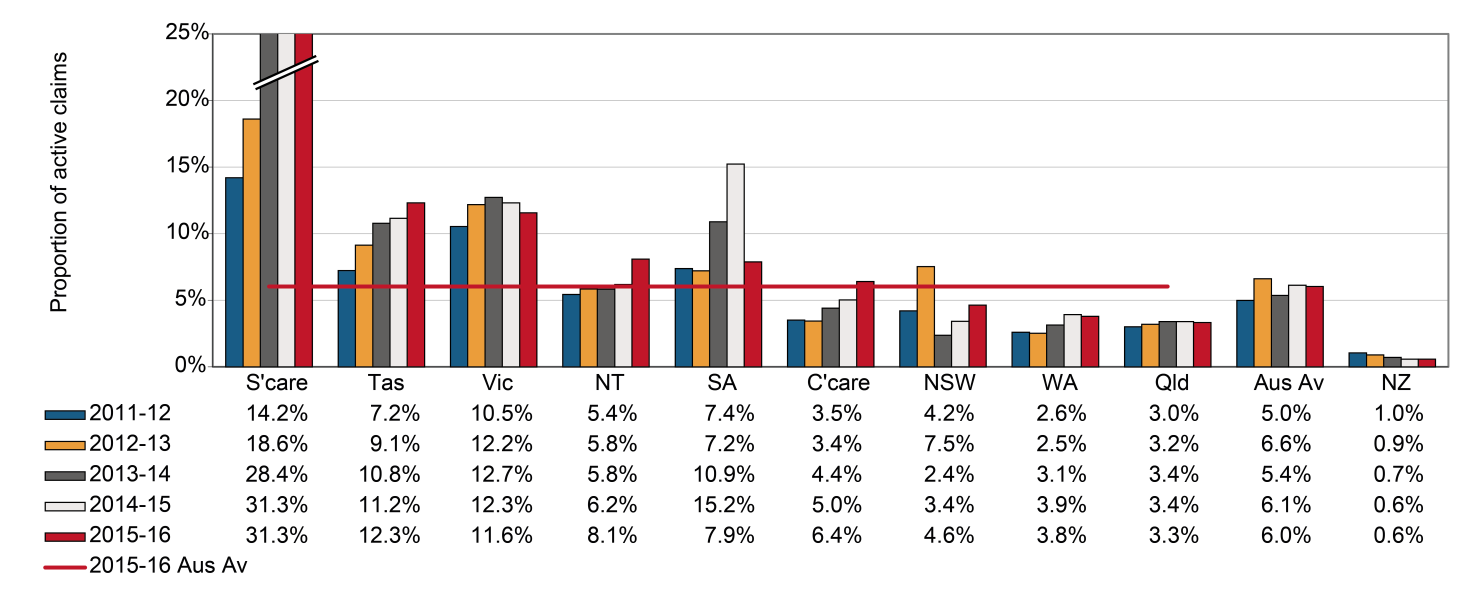 Proportion of active claims
25%
20%
15%
10%
5%
0%
S'care Tas Vic NT SA C'care NSW WA Qld Aus Av NZ
2011-12 14.2% 7.2% 10.5% 5.4% 7.4% 3.5% 4.2% 2.6% 3.0% 5.0% 1.0%
2012-13 18.6% 9.1% 12.2% 5.8% 7.2% 3.4% 7.5% 2.5% 3.2% 6.6% 0.9%
2013-14 28.4% 10.8% 12.7% 5.8% 10.9% 4.4% 2.4% 3.1% 3.4% 5.4% 0.7%
2014-15 31.3% 11.2% 12.3% 6.2% 15.2% 5.0% 3.4% 3.9% 3.4% 6.1% 0.6%
2015-16 31.3% 12.3% 11.6% 8.1% 7.9% 6.4% 4.6% 3.8% 3.3% 6.0% 0.6%
2015-16 Aus Av